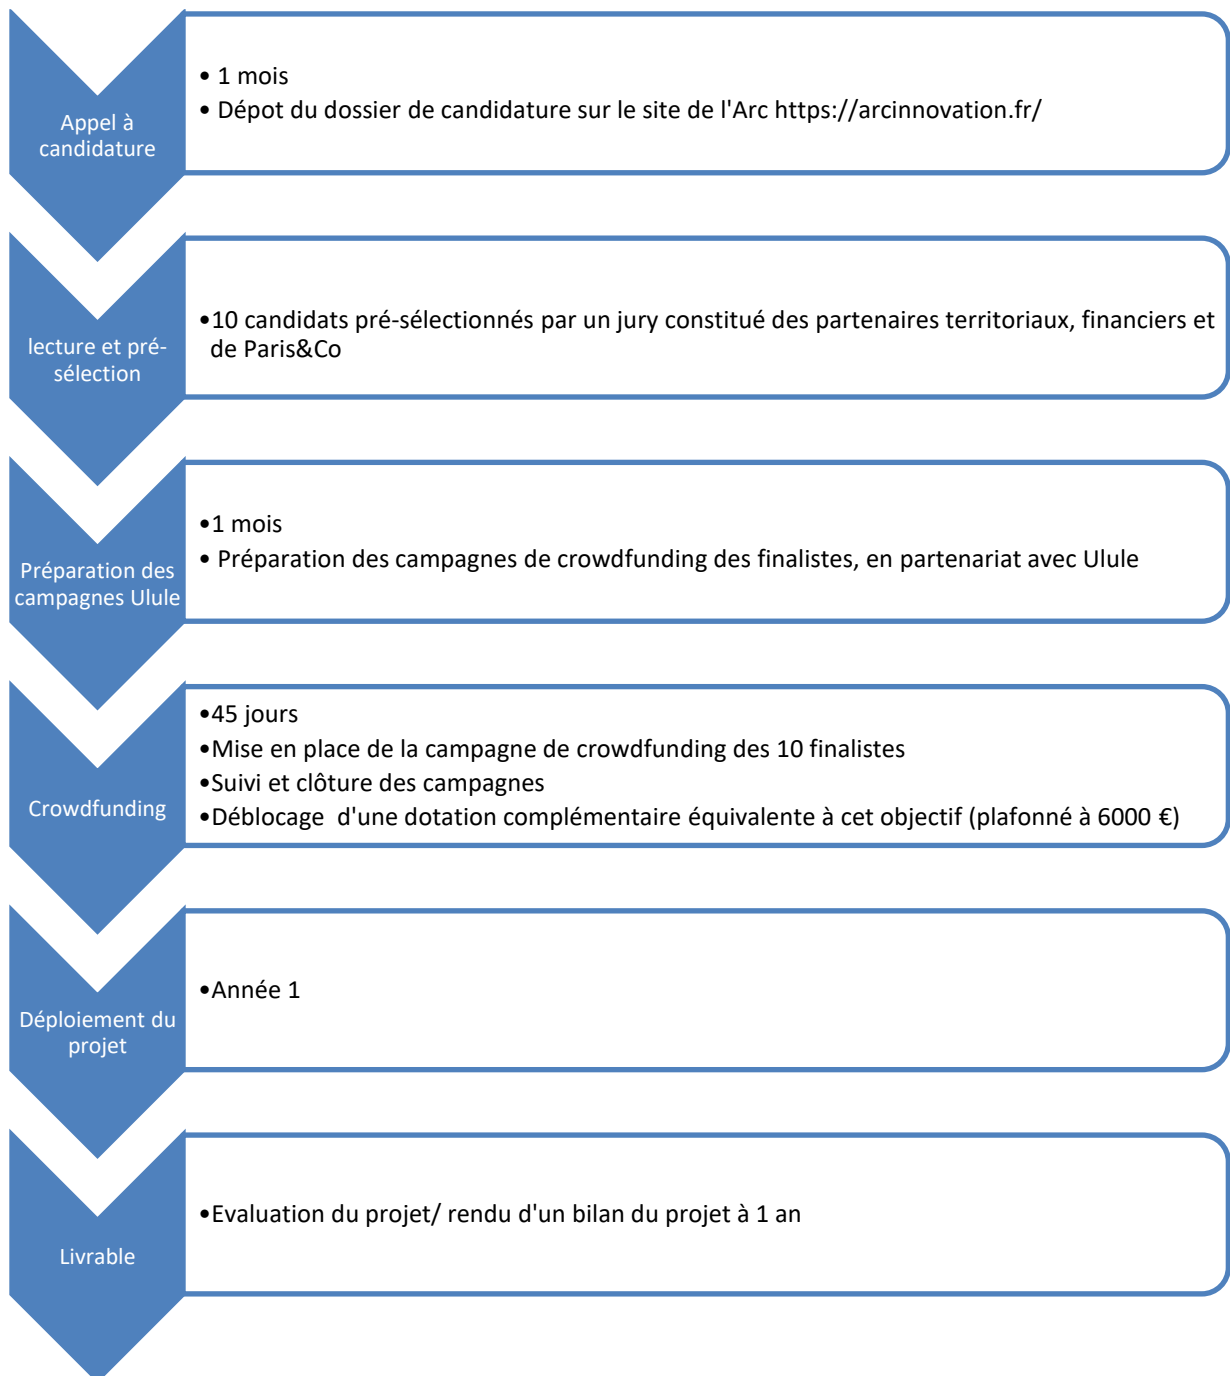 Appel à
candidature
• 1 mois
• Dépot du dossier de candidature sur le site de l'Arc https://arcinnovation.fr/
lecture et pré-
sélection
•10 candidats pré-sélectionnés par un jury constitué des partenaires territoriaux, financiers et
de Paris&Co
Préparation des
campagnes Ulule
•1 mois
• Préparation des campagnes de crowdfunding des finalistes, en partenariat avec Ulule
Crowdfunding
•45 jours
•Mise en place de la campagne de crowdfunding des 10 finalistes
•Suivi et clôture des campagnes
•Déblocage  d'une dotation complémentaire équivalente à cet objectif (plafonné à 6000 €)
Déploiement du
projet
•Année 1
Livrable
•Evaluation du projet/ rendu d'un bilan du projet à 1 an